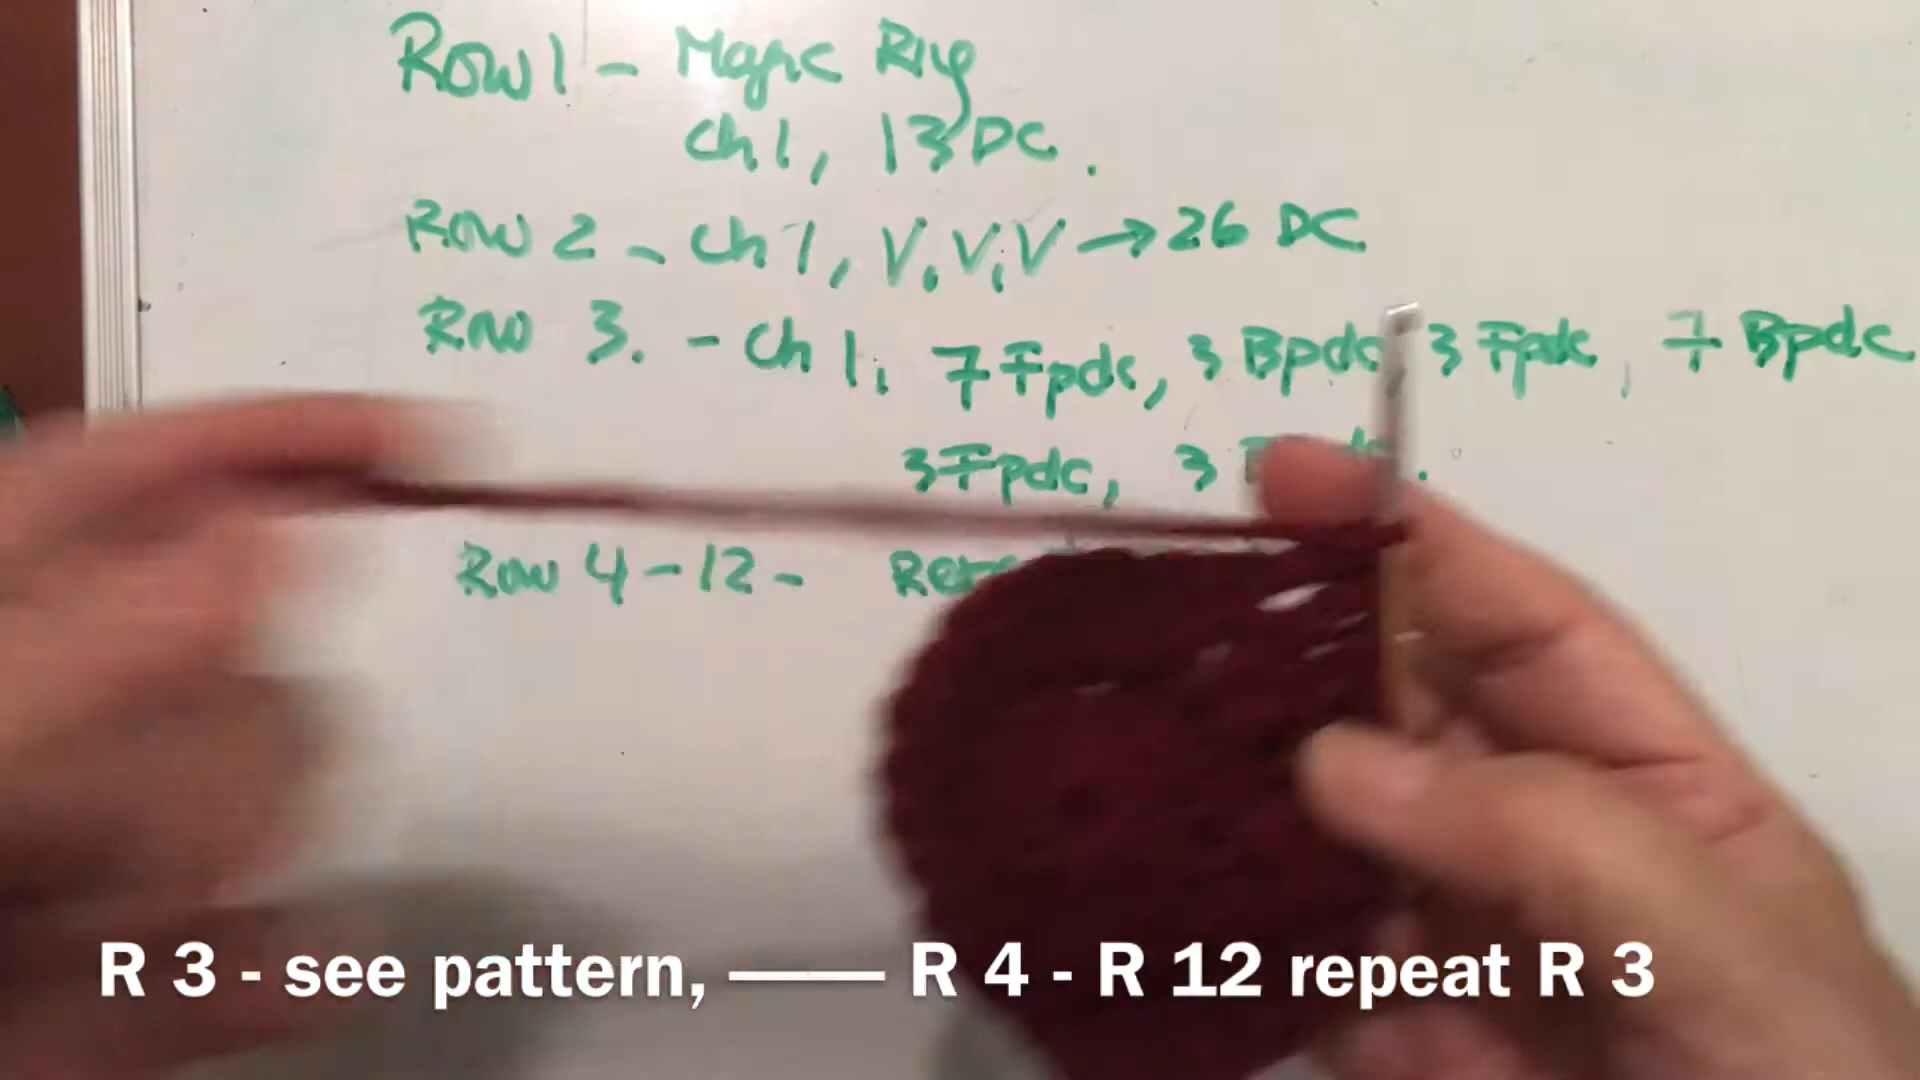 Row 1 - Magic Ring
Ch 1, 13 DC.
Row 2 - Ch 1, V, V, V → 26 DC
Row 3. - Ch 1, 7 Fpdc, 3 Bpdc 3 Fpdc, 7 Bpdc
3 Fpdc, 3
Row 4-12 -
R 3 - see pattern, —— R 4 - R 12 repeat R 3